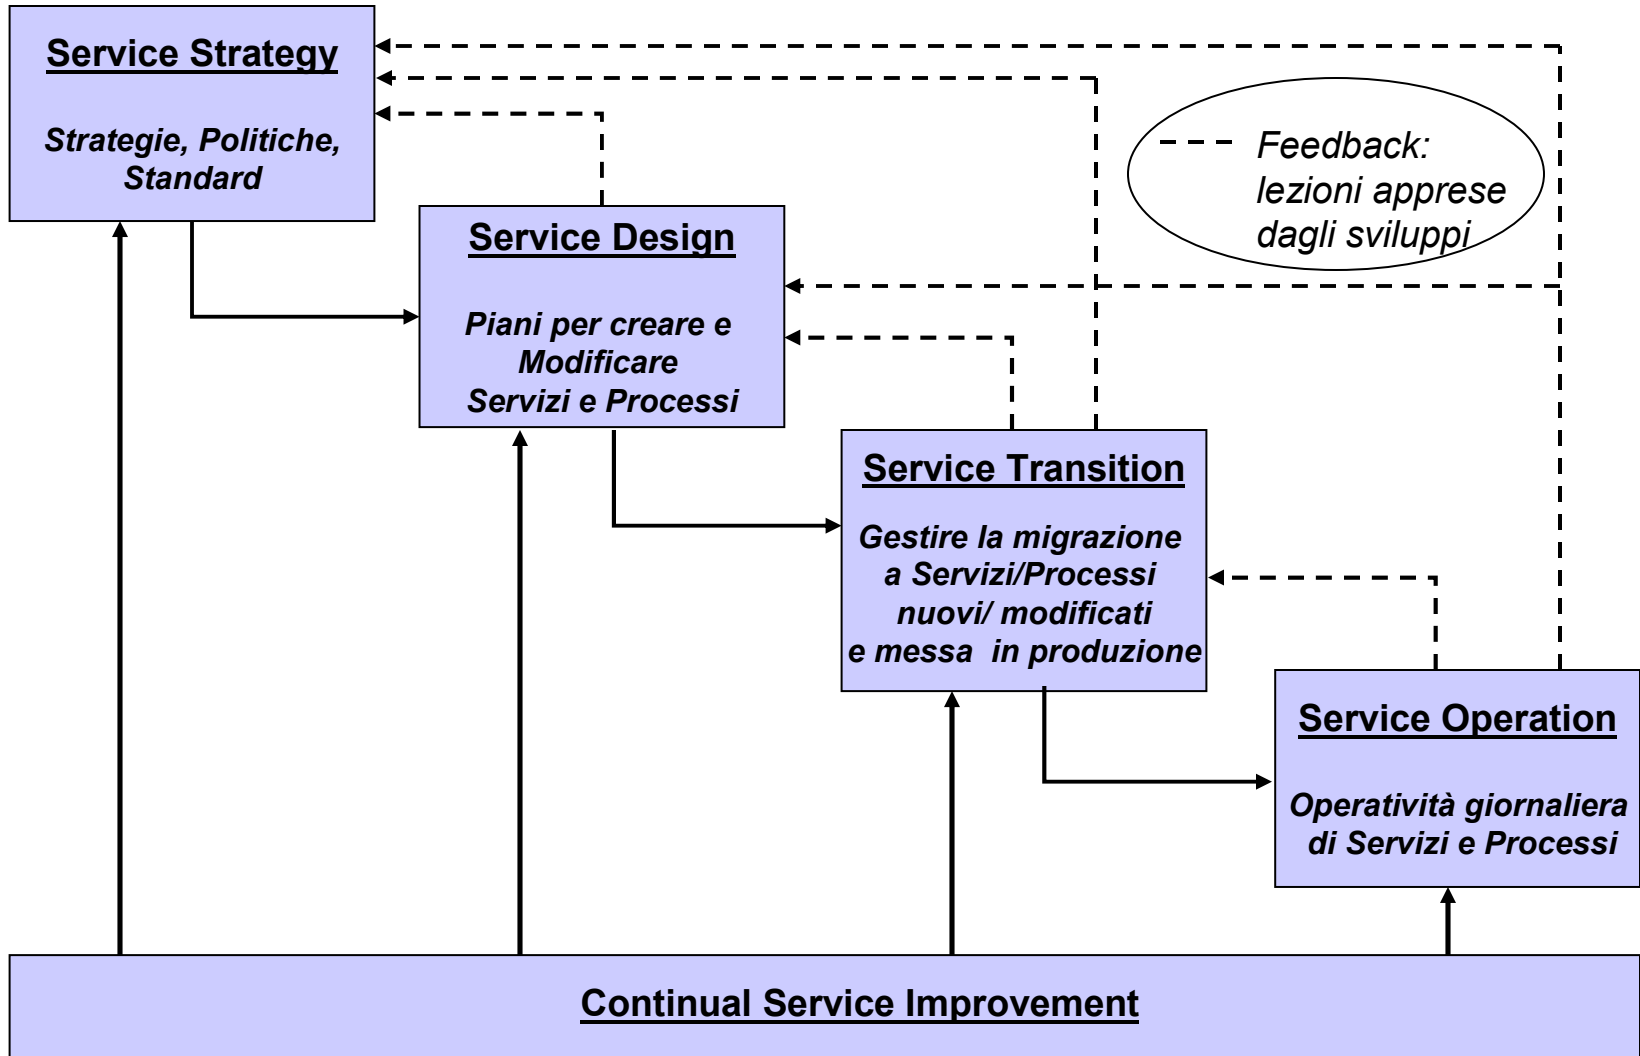 Service Strategy
Strategie, Politiche,
Standard
Feedback:
lezioni apprese
dagli sviluppi
Service Design
Piani per creare e
Modificare
Servizi e Processi
Service Transition
Gestire la migrazione
a Servizi/Processi
nuovi/ modificati
e messa in produzione
Service Operation
Operatività giornaliera
di Servizi e Processi
Continual Service Improvement